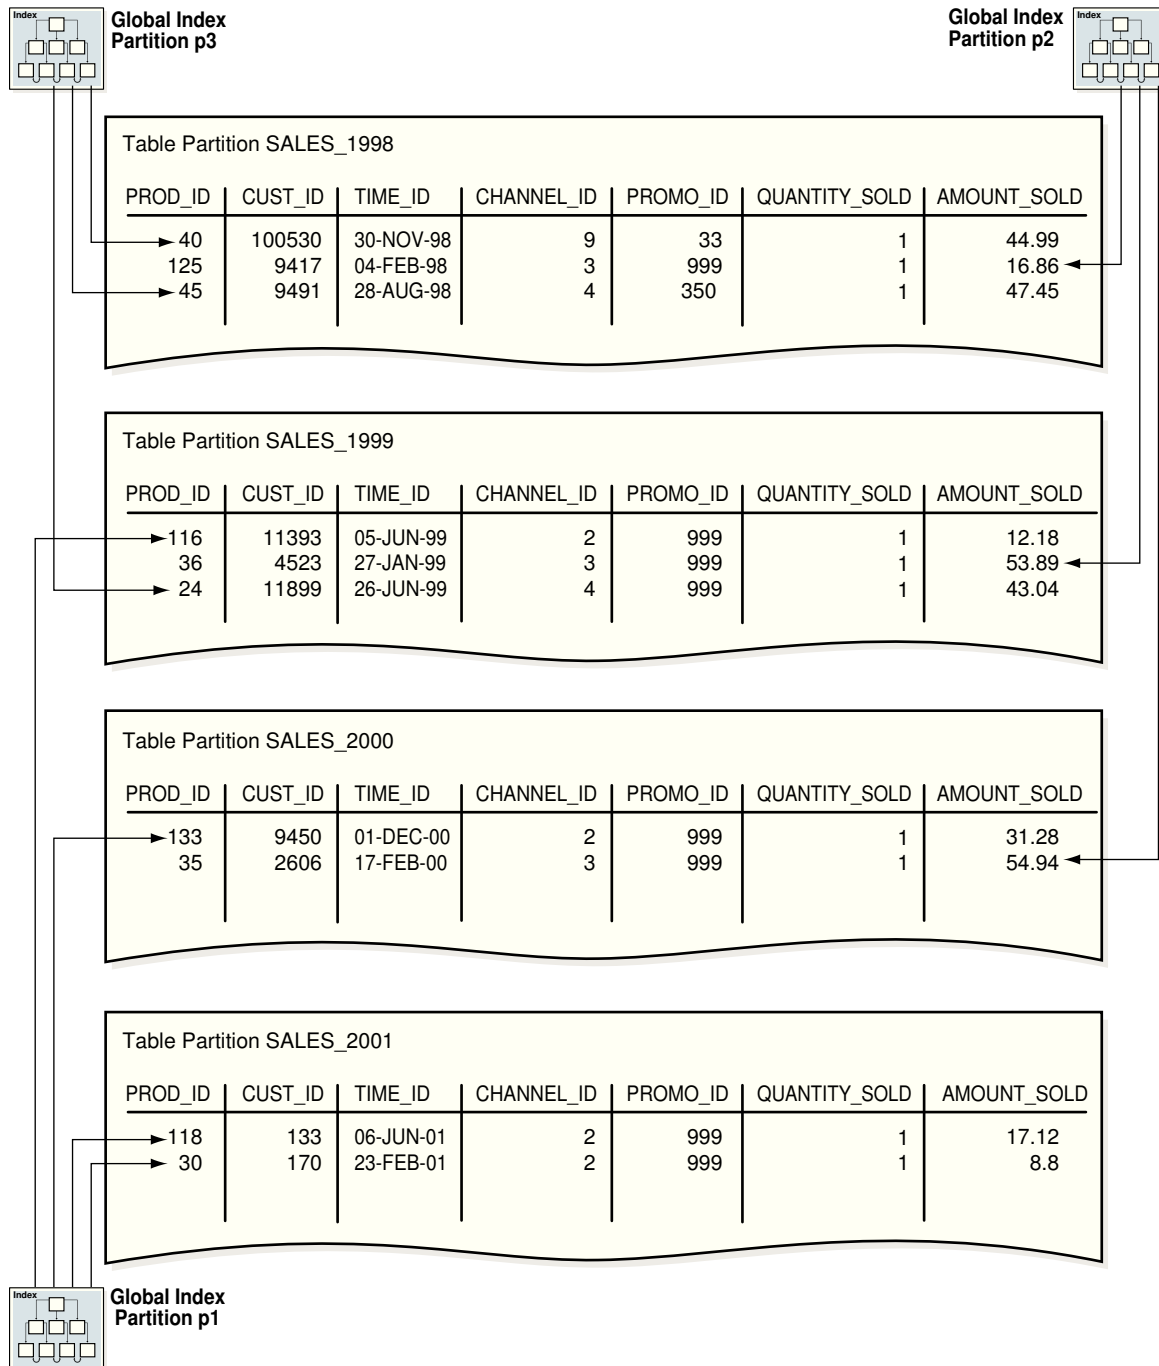 Index
Global Index
Partition p3
Global Index
Partition p2
Index
Table Partition SALES_1998
PROD_ID CUST_ID TIME_ID CHANNEL_ID PROMO_ID QUANTITY_SOLD AMOUNT_SOLD
40 100530 30-NOV-98 9 33 1 44.99
125 9417 04-FEB-98 3 999 1 16.86
45 9491 28-AUG-98 4 350 1 47.45
Table Partition SALES_1999
PROD_ID CUST_ID TIME_ID CHANNEL_ID PROMO_ID QUANTITY_SOLD AMOUNT_SOLD
116 11393 05-JUN-99 2 999 1 12.18
36 4523 27-JAN-99 3 999 1 53.89
24 11899 26-JUN-99 4 999 1 43.04
Table Partition SALES_2000
PROD_ID CUST_ID TIME_ID CHANNEL_ID PROMO_ID QUANTITY_SOLD AMOUNT_SOLD
133 9450 01-DEC-00 2 999 1 31.28
35 2606 17-FEB-00 3 999 1 54.94
Table Partition SALES_2001
PROD_ID CUST_ID TIME_ID CHANNEL_ID PROMO_ID QUANTITY_SOLD AMOUNT_SOLD
118 133 06-JUN-01 2 999 1 17.12
30 170 23-FEB-01 2 999 1 8.8
Index
Global Index
Partition p1